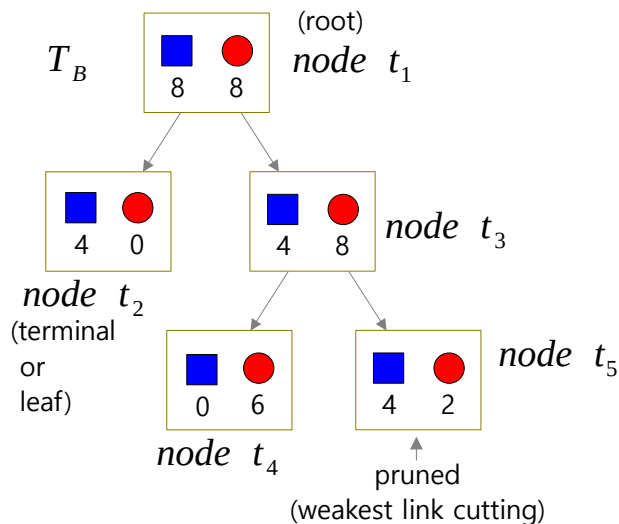 (root)
T_B
node t_1
8 8
4 0
4 8
node t_3
node t_2
(terminal
or
leaf)
node t_5
0 6
4 2
node t_4
pruned
(weakest link cutting)